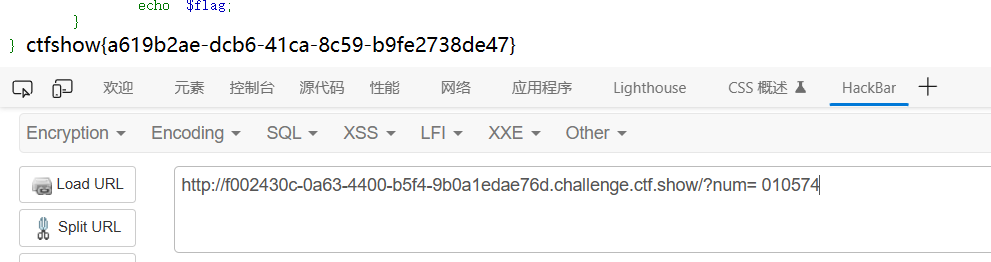 echo $flag;
}
} ctfshow{a619b2ae-dcb6-41ca-8c59-b9fe2738de47}
欢迎 元素 控制台 源代码 性能 网络 应用程序 Lighthouse CSS 概述 HackBar
Encryption Encoding SQL XSS LFI XXE Other
Load URL
http://f002430c-0a63-4400-b5f4-9b0a1edae76d.challenge.ctf.show/?num= 010574
Split URL